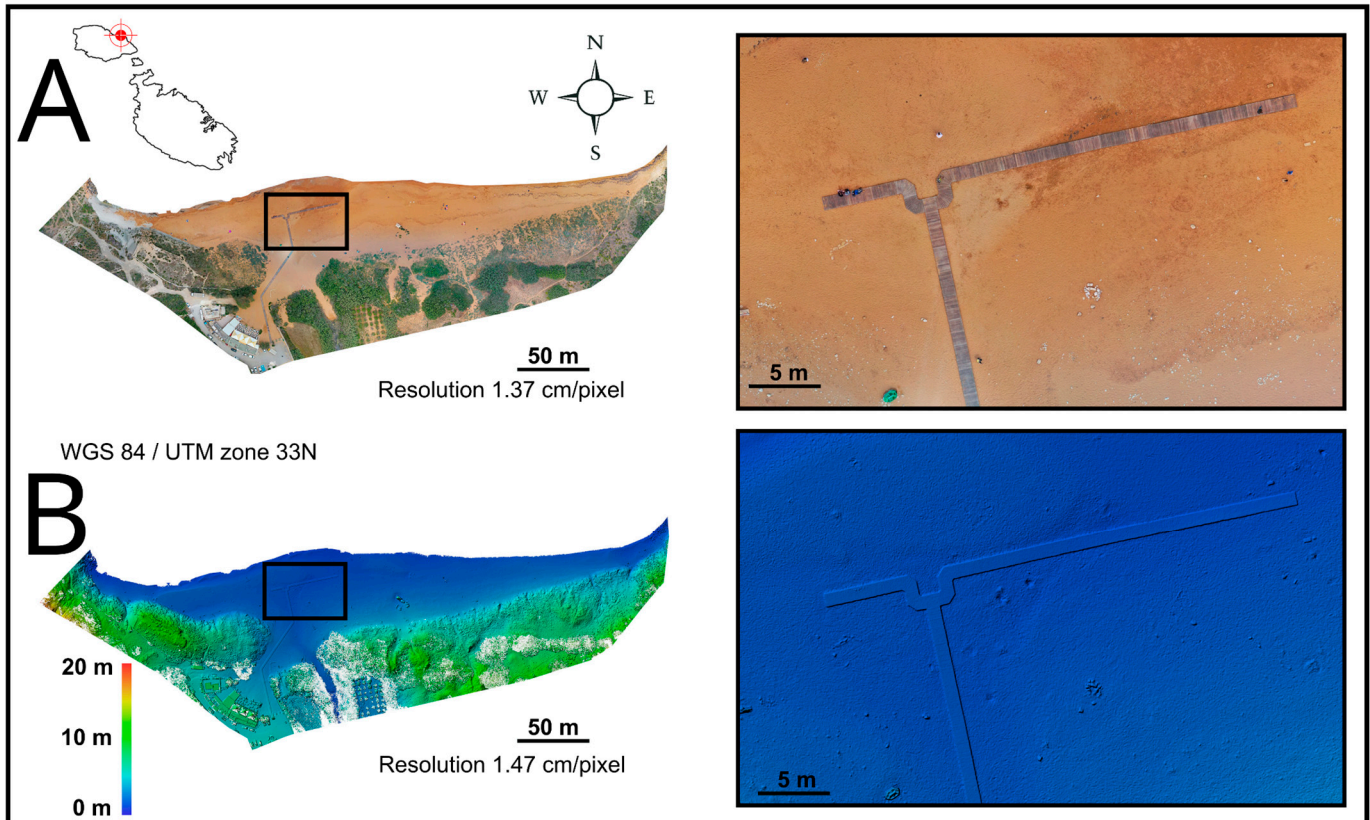 A
N
W E
S
50 m
Resolution 1.37 cm/pixel
5 m
WGS 84 / UTM zone 33N
B
20 m
10 m
0 m
50 m
Resolution 1.47 cm/pixel
5 m